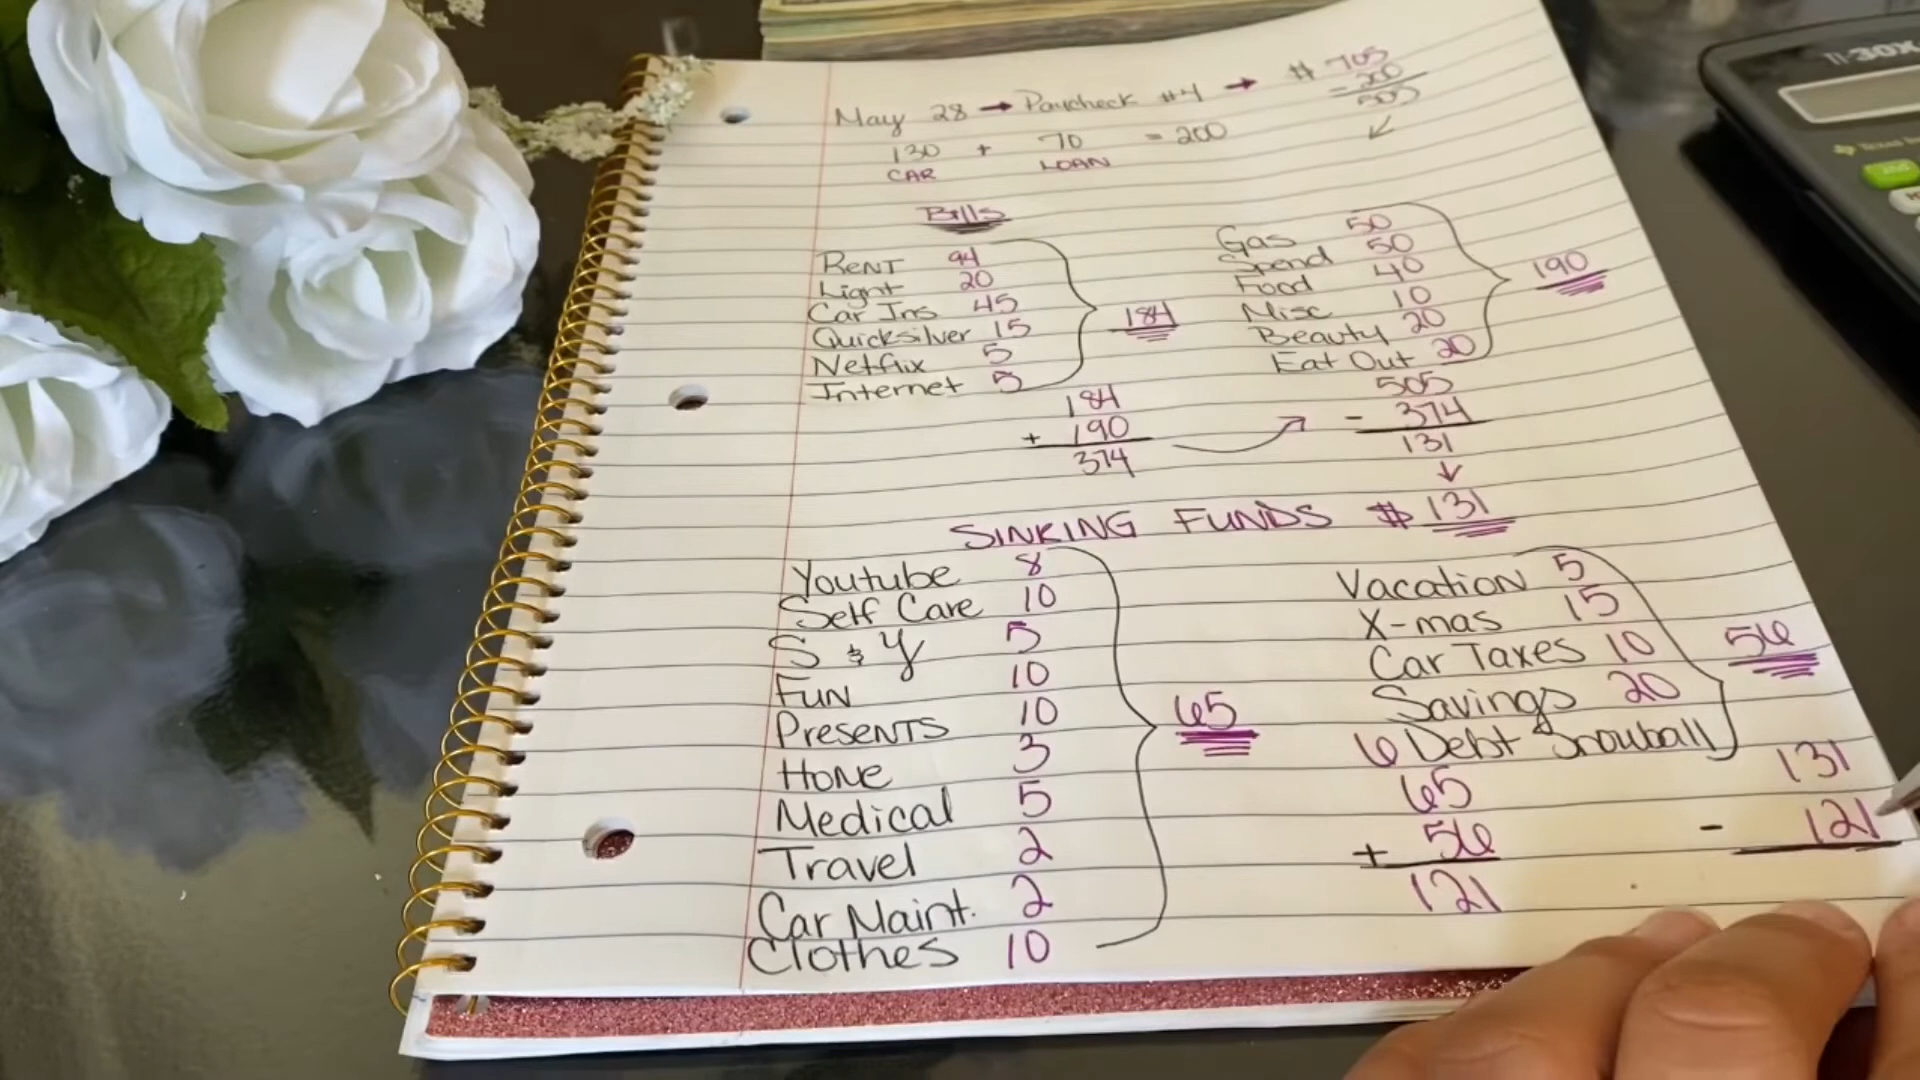 May 28 → Paycheck #4 → $ 705
- 200
505
130 + 70 = 200
CAR LOAN
Bills
RENT 94
Light 20
Car Ins 45
Quicksilver 15
Netflix 5
Internet 5
184
Gas 50
Spend 50
Food 40
Misc 10
Beauty 20
Eat Out 20
190
184
+ 190
374
505
- 374
131
SINKING FUNDS $ 131
Youtube 8
Self Care 10
S & Y 5
FUN 10
PRESENTS 10
HOME 3
Medical 5
Travel 2
Car Maint. 2
Clothes 10
65
Vacation 5
X-mas 15
Car Taxes 10
Savings 20
6 Debt Snowball
56
65
+ 56
121
131
- 121
TI-30X